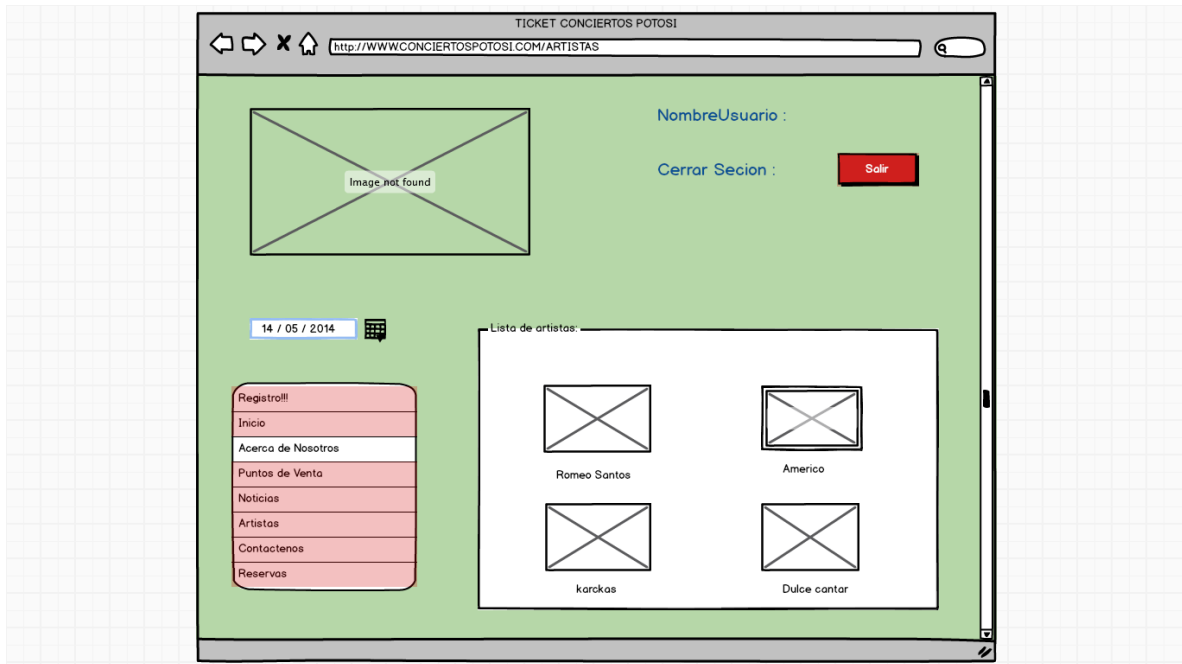 TICKET CONCIERTOS POTOSI
http://WWW.CONCIERTOSPOTOSI.COM/ARTISTAS
NombreUsuario :
Image not found
Cerrar Secion :
Salir
14 / 05 / 2014
Lista de artistas:
Registro!!!
Inicio
Acerca de Nosotros
Puntos de Venta
Noticias
Artistas
Contactenos
Reservas
Romeo Santos
Americo
karckas
Dulce cantar